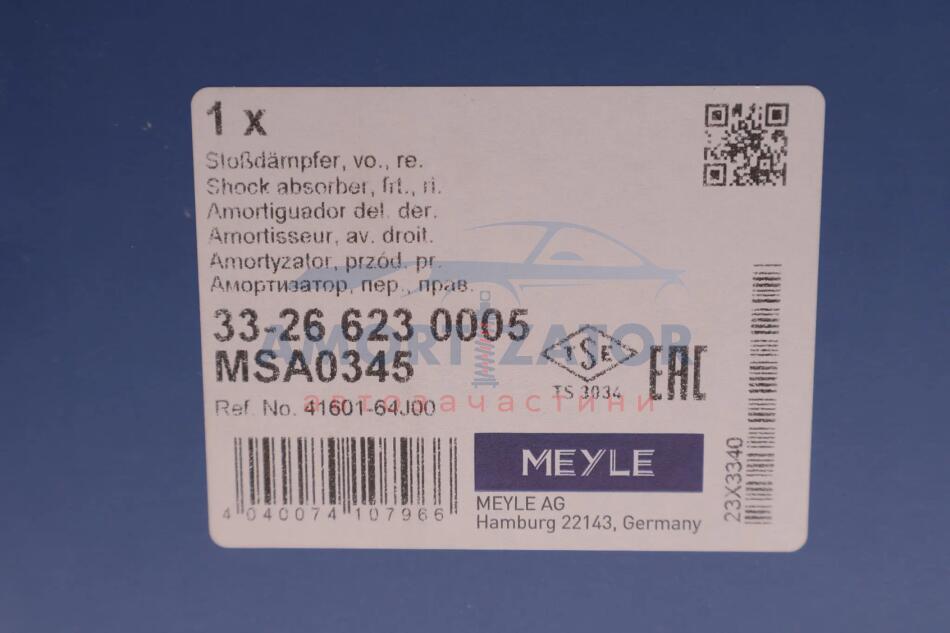 1 x
Stoßdämpfer, vo., re.
Shock absorber, frt., ri.
Amortiguador del. der.
Amortisseur, av. droit.
Amortyzator, przód, pr.
Амортизатор, пер., прав.
33-26 623 0005
MSA0345
AMORTIZATOR
TSE
TS 3034
EAC
автозапчастини
Ref. No. 41601-64J00
4 040074 107966
MEYLE
MEYLE AG
Hamburg 22143, Germany
23X3340